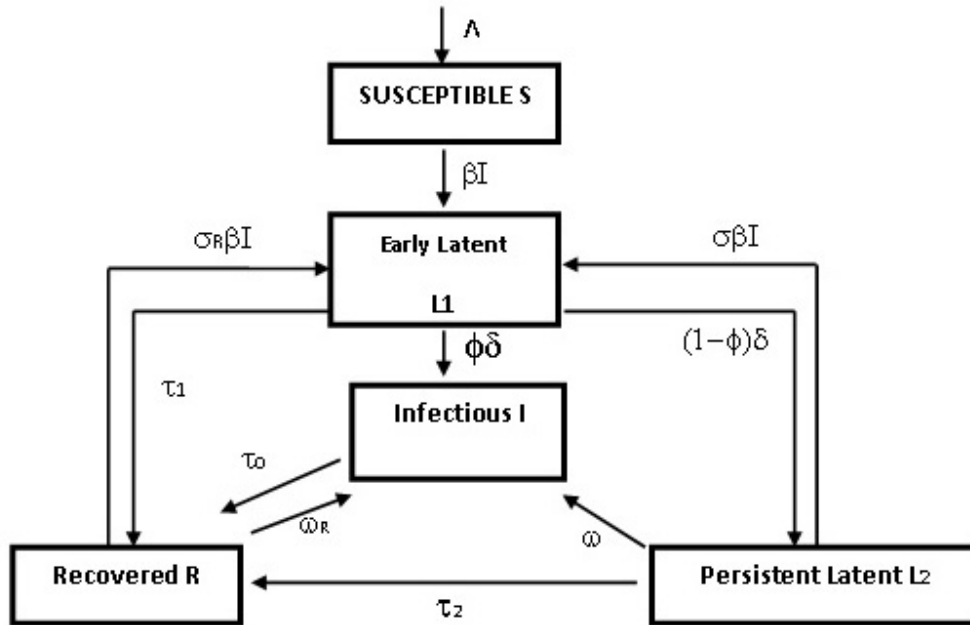 Λ
SUSCEPTIBLE S
βI
σRβI
Early Latent
L1
σβI
ϕδ
(1−ϕ)δ
τ1
Infectious I
τ0
ωR
ω
Recovered R
τ2
Persistent Latent L2